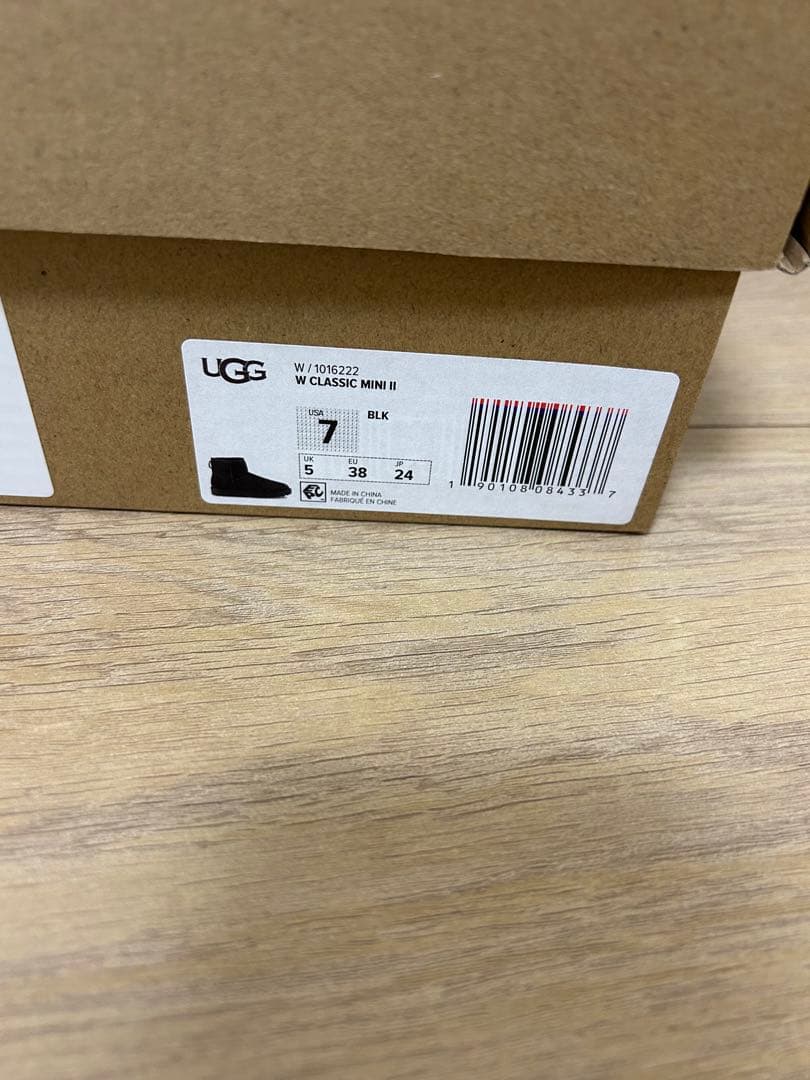 UGG
W / 1016222
W CLASSIC MINI II
USA
7
BLK
UK EU JP
5 38 24
MADE IN CHINA
FABRIQUÉ EN CHINE
1 90108 08433 7